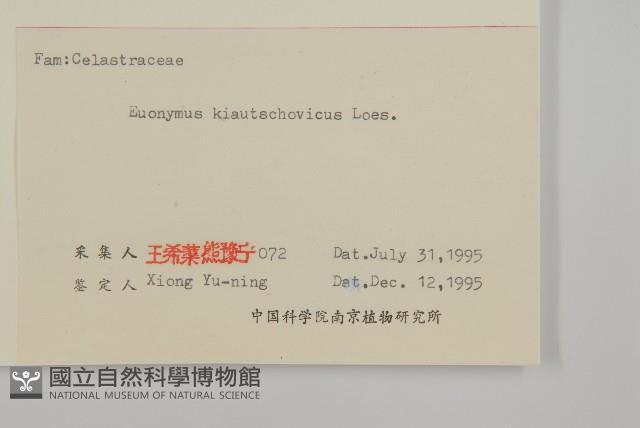 Fam:Celastraceae
Euonymus kiautschovicus Loes.
采集人 王希蕖熊豫宁 072 Dat.July 31,1995
鉴定人 Xiong Yu-ning Dat.Dec. 12,1995
中国科学院南京植物研究所
國立自然科學博物館
NATIONAL MUSEUM OF NATURAL SCIENCE